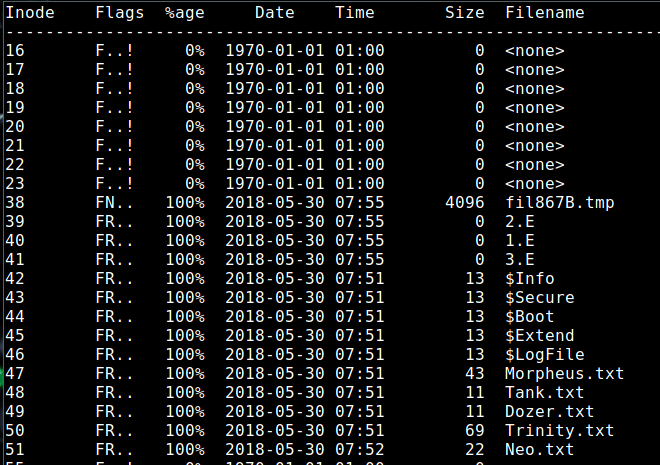 Inode Flags %age Date Time Size Filename
--------------------------------------------------------------------
16 F..! 0% 1970-01-01 01:00 0 <none>
17 F..! 0% 1970-01-01 01:00 0 <none>
18 F..! 0% 1970-01-01 01:00 0 <none>
19 F..! 0% 1970-01-01 01:00 0 <none>
20 F..! 0% 1970-01-01 01:00 0 <none>
21 F..! 0% 1970-01-01 01:00 0 <none>
22 F..! 0% 1970-01-01 01:00 0 <none>
23 F..! 0% 1970-01-01 01:00 0 <none>
38 FN.. 100% 2018-05-30 07:55 4096 fil867B.tmp
39 FR.. 100% 2018-05-30 07:55 0 2.E
40 FR.. 100% 2018-05-30 07:55 0 1.E
41 FR.. 100% 2018-05-30 07:55 0 3.E
42 FR.. 100% 2018-05-30 07:51 13 $Info
43 FR.. 100% 2018-05-30 07:51 13 $Secure
44 FR.. 100% 2018-05-30 07:51 13 $Boot
45 FR.. 100% 2018-05-30 07:51 13 $Extend
46 FR.. 100% 2018-05-30 07:51 13 $LogFile
47 FR.. 100% 2018-05-30 07:51 43 Morpheus.txt
48 FR.. 100% 2018-05-30 07:51 11 Tank.txt
49 FR.. 100% 2018-05-30 07:51 11 Dozer.txt
50 FR.. 100% 2018-05-30 07:51 69 Trinity.txt
51 FR.. 100% 2018-05-30 07:52 22 Neo.txt